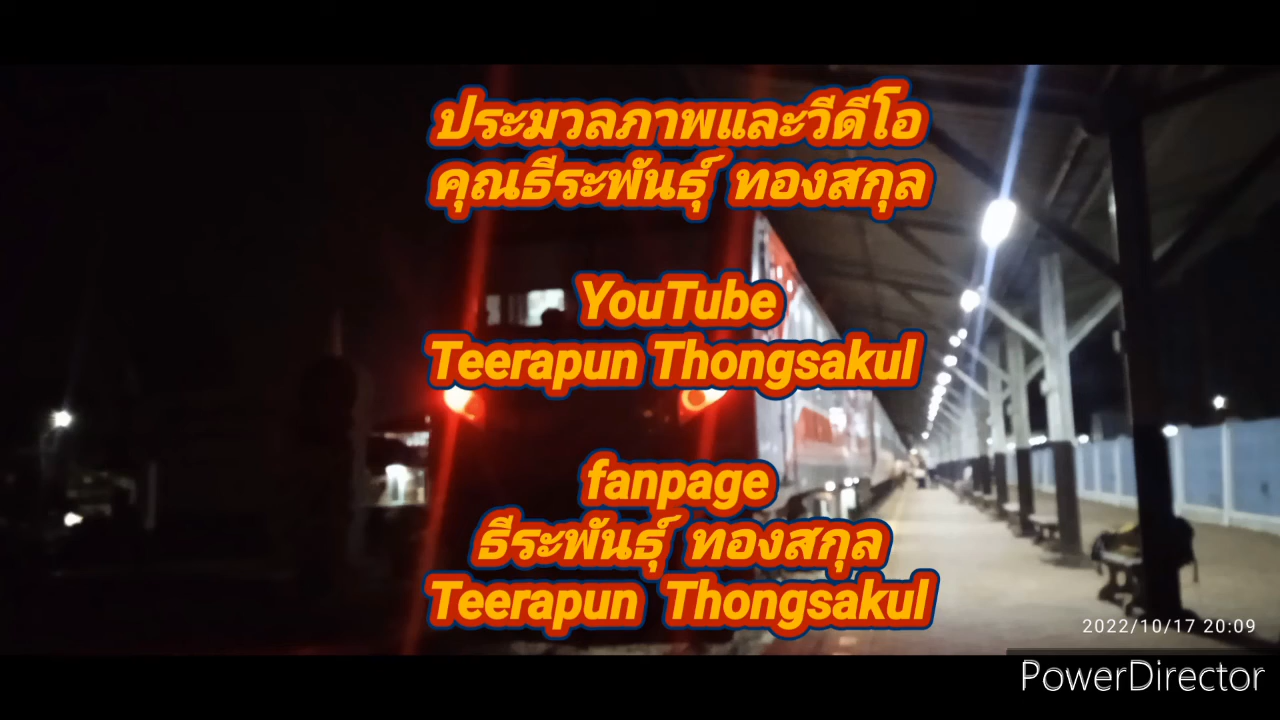 ประมวลภาพและวีดีโอ
คุณธีระพันธุ์ ทองสกุล
YouTube
Teerapun Thongsakul
fanpage
ธีระพันธุ์ ทองสกุล
Teerapun Thongsakul
2022/10/17 20:09
PowerDirector